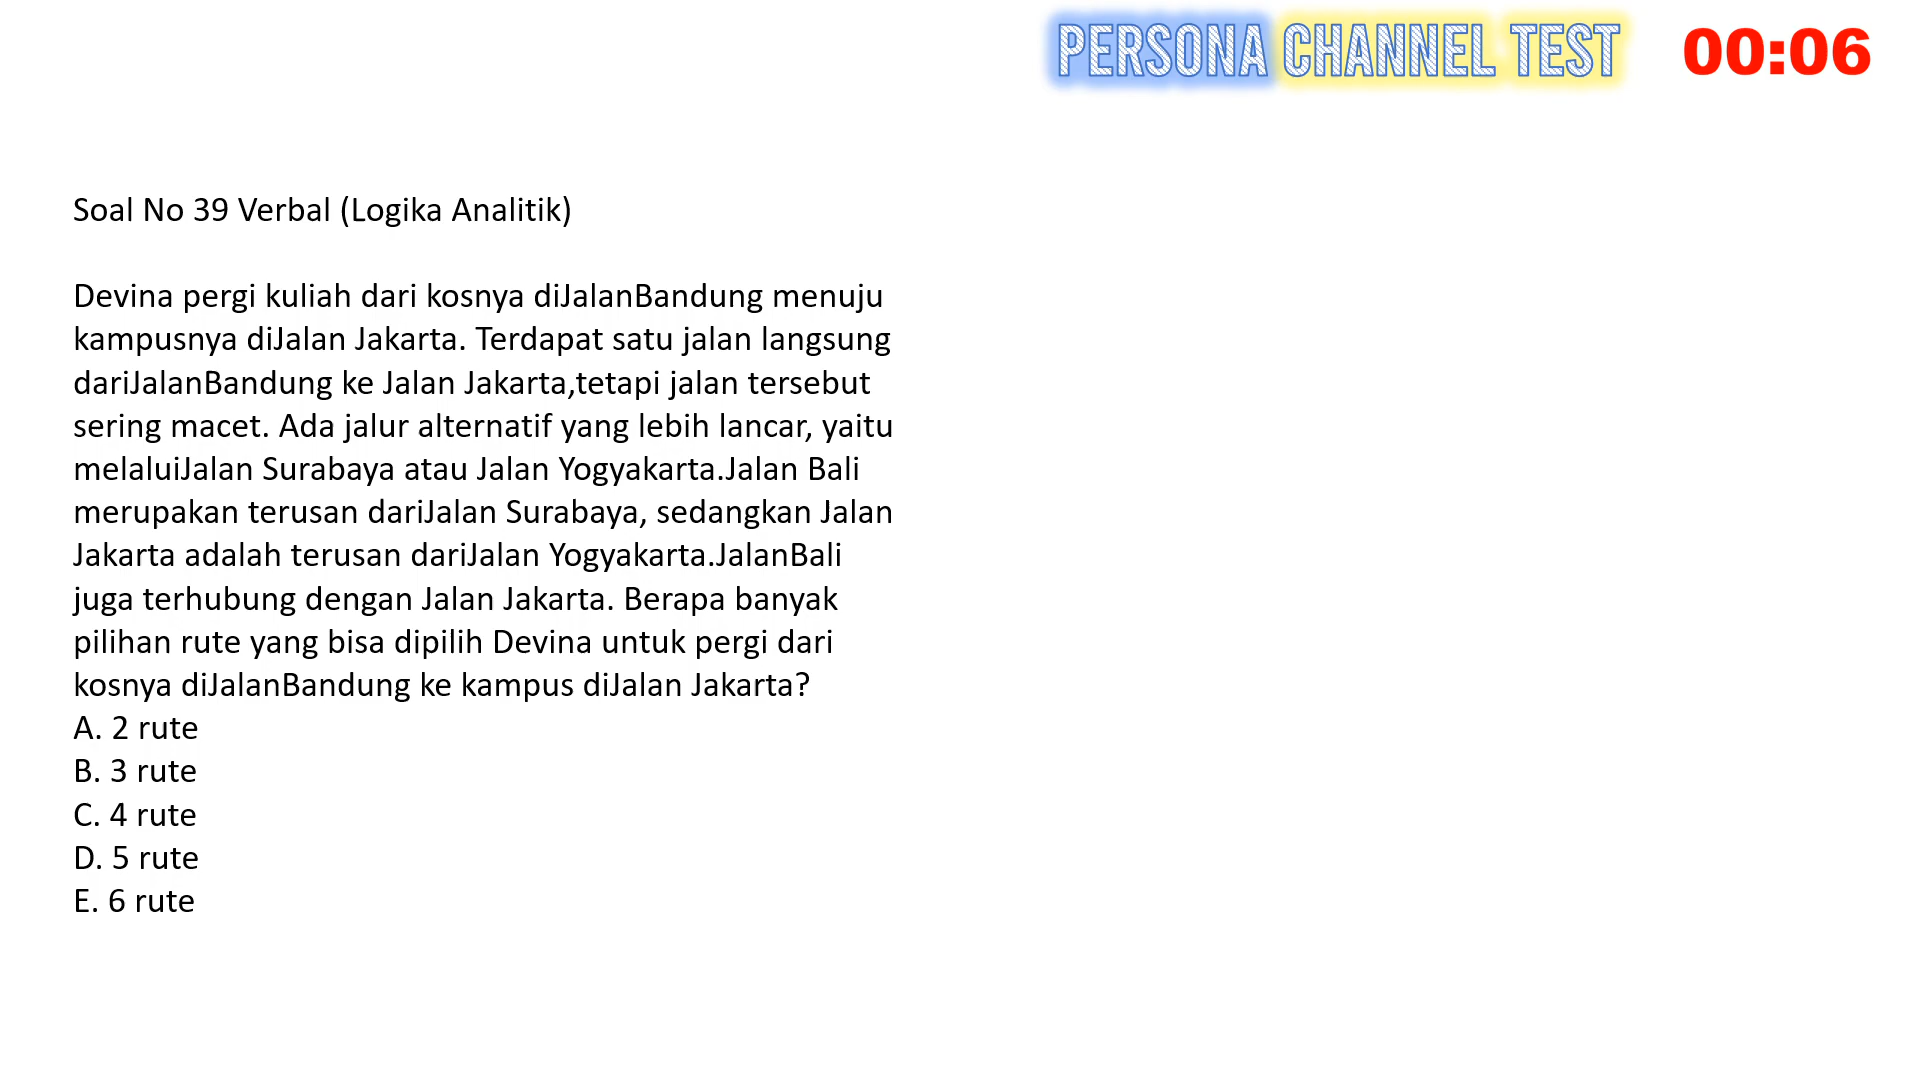 PERSONA CHANNEL TEST 00:06
Soal No 39 Verbal (Logika Analitik)
Devina pergi kuliah dari kosnya diJalanBandung menuju
kampusnya diJalan Jakarta. Terdapat satu jalan langsung
dariJalanBandung ke Jalan Jakarta,tetapi jalan tersebut
sering macet. Ada jalur alternatif yang lebih lancar, yaitu
melaluiJalan Surabaya atau Jalan Yogyakarta.Jalan Bali
merupakan terusan dariJalan Surabaya, sedangkan Jalan
Jakarta adalah terusan dariJalan Yogyakarta.JalanBali
juga terhubung dengan Jalan Jakarta. Berapa banyak
pilihan rute yang bisa dipilih Devina untuk pergi dari
kosnya diJalanBandung ke kampus diJalan Jakarta?
A. 2 rute
B. 3 rute
C. 4 rute
D. 5 rute
E. 6 rute